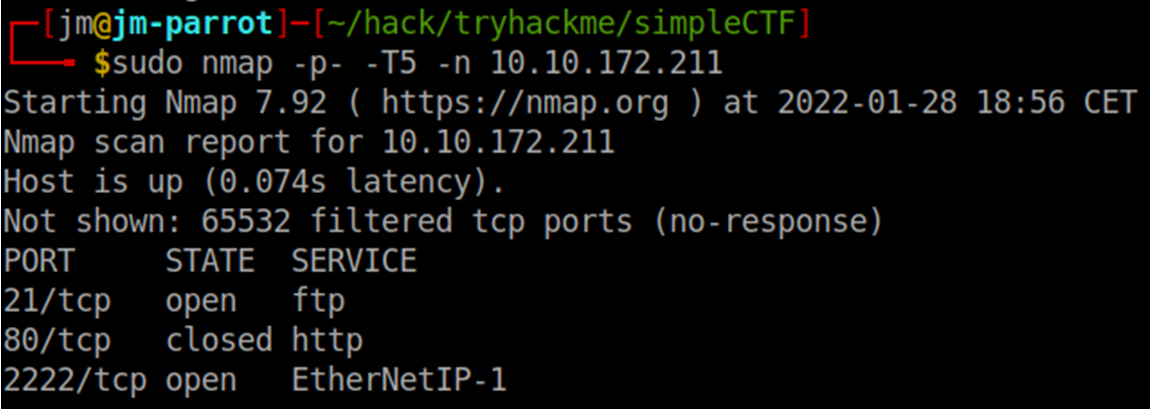 [jm@jm-parrot]-[~/hack/tryhackme/simpleCTF]
$sudo nmap -p- -T5 -n 10.10.172.211
Starting Nmap 7.92 ( https://nmap.org ) at 2022-01-28 18:56 CET
Nmap scan report for 10.10.172.211
Host is up (0.074s latency).
Not shown: 65532 filtered tcp ports (no-response)
PORT     STATE  SERVICE
21/tcp   open   ftp
80/tcp   closed http
2222/tcp open   EtherNetIP-1